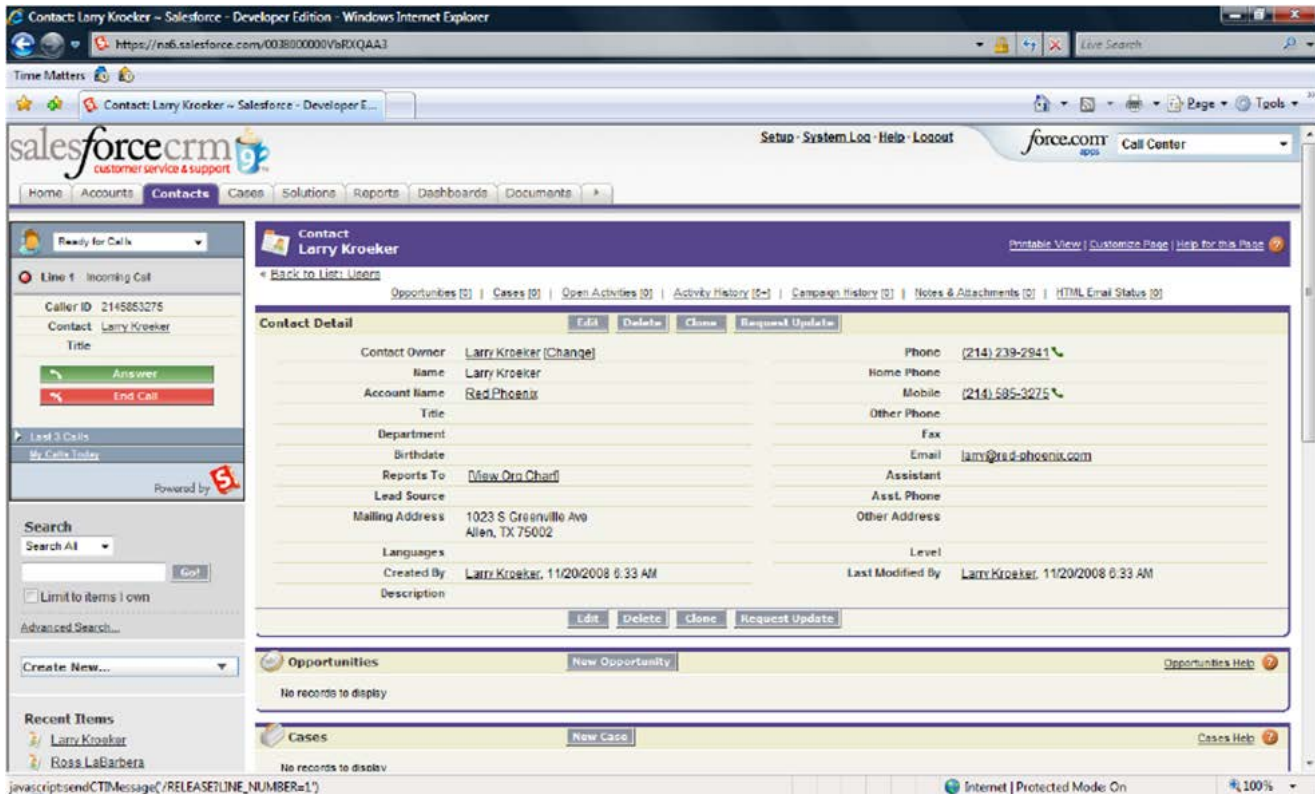 Contact: Larry Kroeker ~ Salesforce - Developer Edition - Windows Internet Explorer
https://na6.salesforce.com/0038000000VbRXQAA3
Live Search
Time Matters
Contact: Larry Kroeker ~ Salesforce - Developer E...
Page Tools
salesforcecrm
customer service & support
9
Setup · System Log · Help · Logout
force.com
apps
Call Center
Home Accounts Contacts Cases Solutions Reports Dashboards Documents
Ready for Calls
Line 1 Incoming Call
Caller ID 2145853275
Contact Larry Kroeker
Title
Answer
End Call
Last 3 Calls
My Calls Today
Powered by
Search
Search All
Go!
Limit to items I own
Advanced Search...
Create New...
Recent Items
Larry Kroeker
Ross LaBarbera
Contact
Larry Kroeker
Printable View | Customize Page | Help for this Page
« Back to List: Users
Opportunities [0] | Cases [0] | Open Activities [0] | Activity History [5+] | Campaign History [0] | Notes & Attachments [0] | HTML Email Status [0]
Contact Detail Edit Delete Clone Request Update
Contact Owner Larry Kroeker [Change] Phone (214) 239-2941
Name Larry Kroeker Home Phone
Account Name Red Phoenix Mobile (214) 585-3275
Title Other Phone
Department Fax
Birthdate Email larry@red-phoenix.com
Reports To [View Org Chart] Assistant
Lead Source Asst. Phone
Mailing Address 1023 S Greenville Ave Other Address
Allen, TX 75002
Languages Level
Created By Larry Kroeker, 11/20/2008 6:33 AM Last Modified By Larry Kroeker, 11/20/2008 6:33 AM
Description
Edit Delete Clone Request Update
Opportunities New Opportunity Opportunities Help
No records to display
Cases New Case Cases Help
No records to display
javascript:sendCTIMessage('/RELEASE?LINE_NUMBER=1') Internet | Protected Mode: On 100%